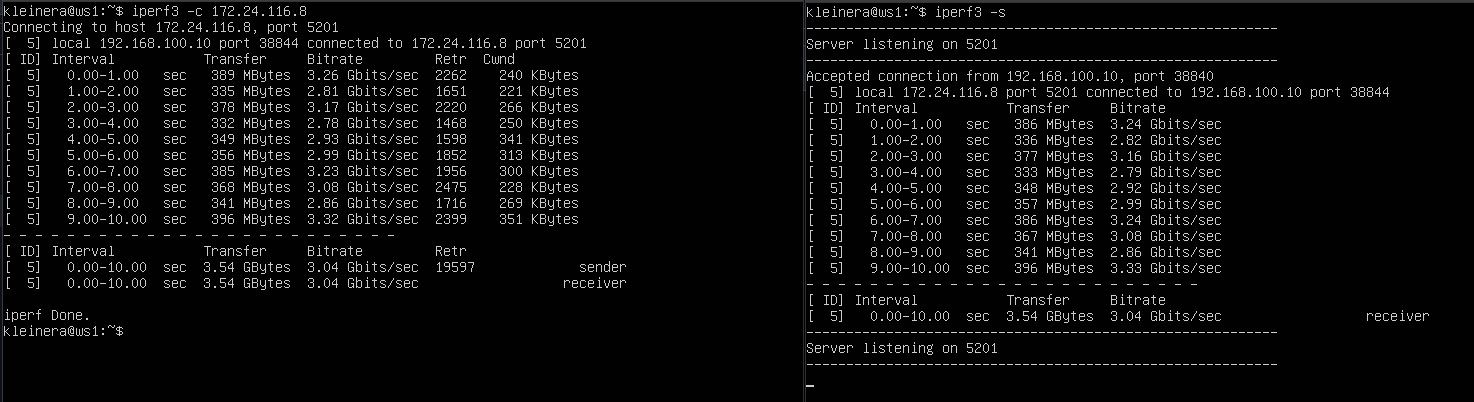 kleinera@ws1:~$ iperf3 -c 172.24.116.8
Connecting to host 172.24.116.8, port 5201
[  5] local 192.168.100.10 port 38844 connected to 172.24.116.8 port 5201
[ ID] Interval           Transfer     Bitrate         Retr  Cwnd
[  5]   0.00-1.00   sec   389 MBytes  3.26 Gbits/sec  2262    240 KBytes
[  5]   1.00-2.00   sec   335 MBytes  2.81 Gbits/sec  1651    221 KBytes
[  5]   2.00-3.00   sec   378 MBytes  3.17 Gbits/sec  2220    266 KBytes
[  5]   3.00-4.00   sec   332 MBytes  2.78 Gbits/sec  1468    250 KBytes
[  5]   4.00-5.00   sec   349 MBytes  2.93 Gbits/sec  1598    341 KBytes
[  5]   5.00-6.00   sec   356 MBytes  2.99 Gbits/sec  1852    313 KBytes
[  5]   6.00-7.00   sec   385 MBytes  3.23 Gbits/sec  1956    300 KBytes
[  5]   7.00-8.00   sec   368 MBytes  3.08 Gbits/sec  2475    228 KBytes
[  5]   8.00-9.00   sec   341 MBytes  2.86 Gbits/sec  1716    269 KBytes
[  5]   9.00-10.00  sec   396 MBytes  3.32 Gbits/sec  2399    351 KBytes
- - - - - - - - - - - - - - - - - - - - - - - - -
[ ID] Interval           Transfer     Bitrate         Retr
[  5]   0.00-10.00  sec  3.54 GBytes  3.04 Gbits/sec  19597             sender
[  5]   0.00-10.00  sec  3.54 GBytes  3.04 Gbits/sec                  receiver
iperf Done.
kleinera@ws1:~$
kleinera@ws1:~$ iperf3 -s
-----------------------------------------------------------
Server listening on 5201
-----------------------------------------------------------
Accepted connection from 192.168.100.10, port 38840
[  5] local 172.24.116.8 port 5201 connected to 192.168.100.10 port 38844
[ ID] Interval           Transfer     Bitrate
[  5]   0.00-1.00   sec   386 MBytes  3.24 Gbits/sec
[  5]   1.00-2.00   sec   336 MBytes  2.82 Gbits/sec
[  5]   2.00-3.00   sec   377 MBytes  3.16 Gbits/sec
[  5]   3.00-4.00   sec   333 MBytes  2.79 Gbits/sec
[  5]   4.00-5.00   sec   348 MBytes  2.92 Gbits/sec
[  5]   5.00-6.00   sec   357 MBytes  2.99 Gbits/sec
[  5]   6.00-7.00   sec   386 MBytes  3.24 Gbits/sec
[  5]   7.00-8.00   sec   367 MBytes  3.08 Gbits/sec
[  5]   8.00-9.00   sec   341 MBytes  2.86 Gbits/sec
[  5]   9.00-10.00  sec   396 MBytes  3.33 Gbits/sec
- - - - - - - - - - - - - - - - - - - - - - - - -
[ ID] Interval           Transfer     Bitrate
[  5]   0.00-10.00  sec  3.54 GBytes  3.04 Gbits/sec                  receiver
-----------------------------------------------------------
Server listening on 5201
-----------------------------------------------------------